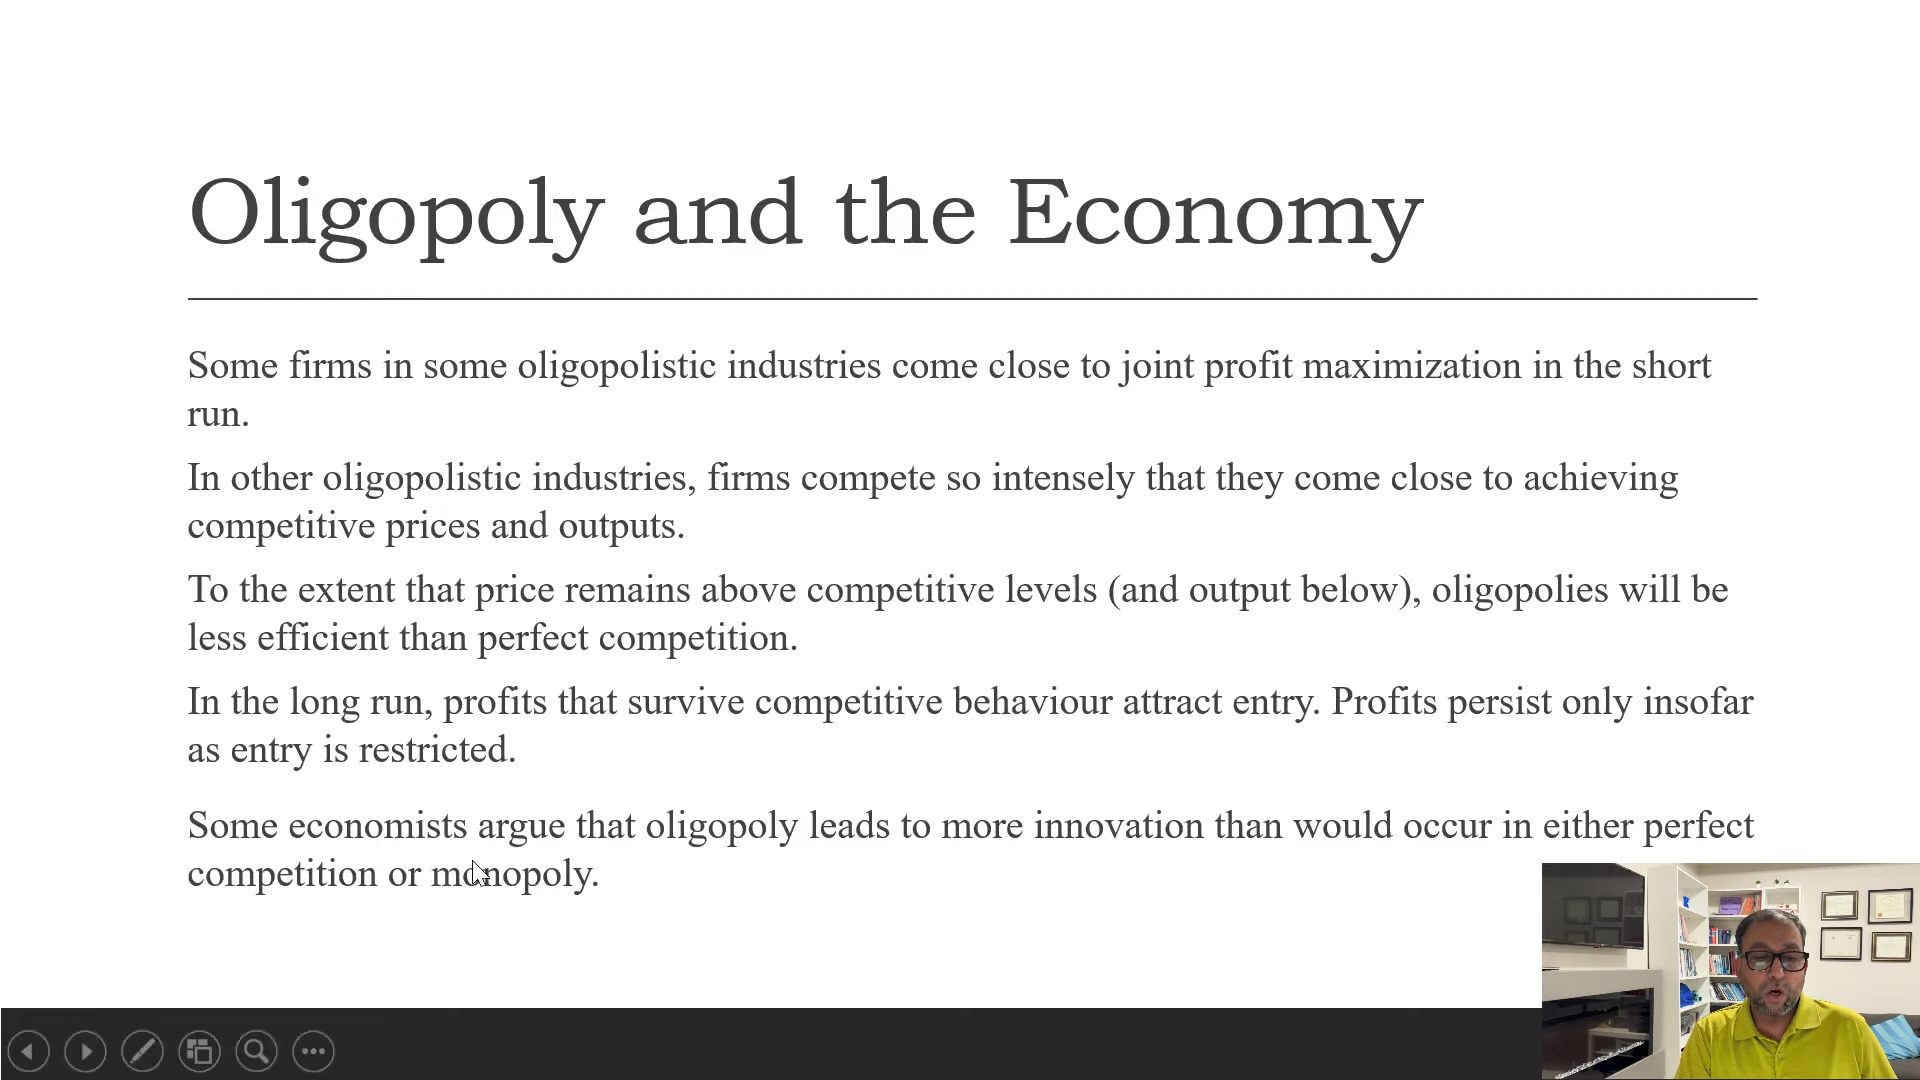 Oligopoly and the Economy
Some firms in some oligopolistic industries come close to joint profit maximization in the short
run.
In other oligopolistic industries, firms compete so intensely that they come close to achieving
competitive prices and outputs.
To the extent that price remains above competitive levels (and output below), oligopolies will be
less efficient than perfect competition.
In the long run, profits that survive competitive behaviour attract entry. Profits persist only insofar
as entry is restricted.
Some economists argue that oligopoly leads to more innovation than would occur in either perfect
competition or monopoly.